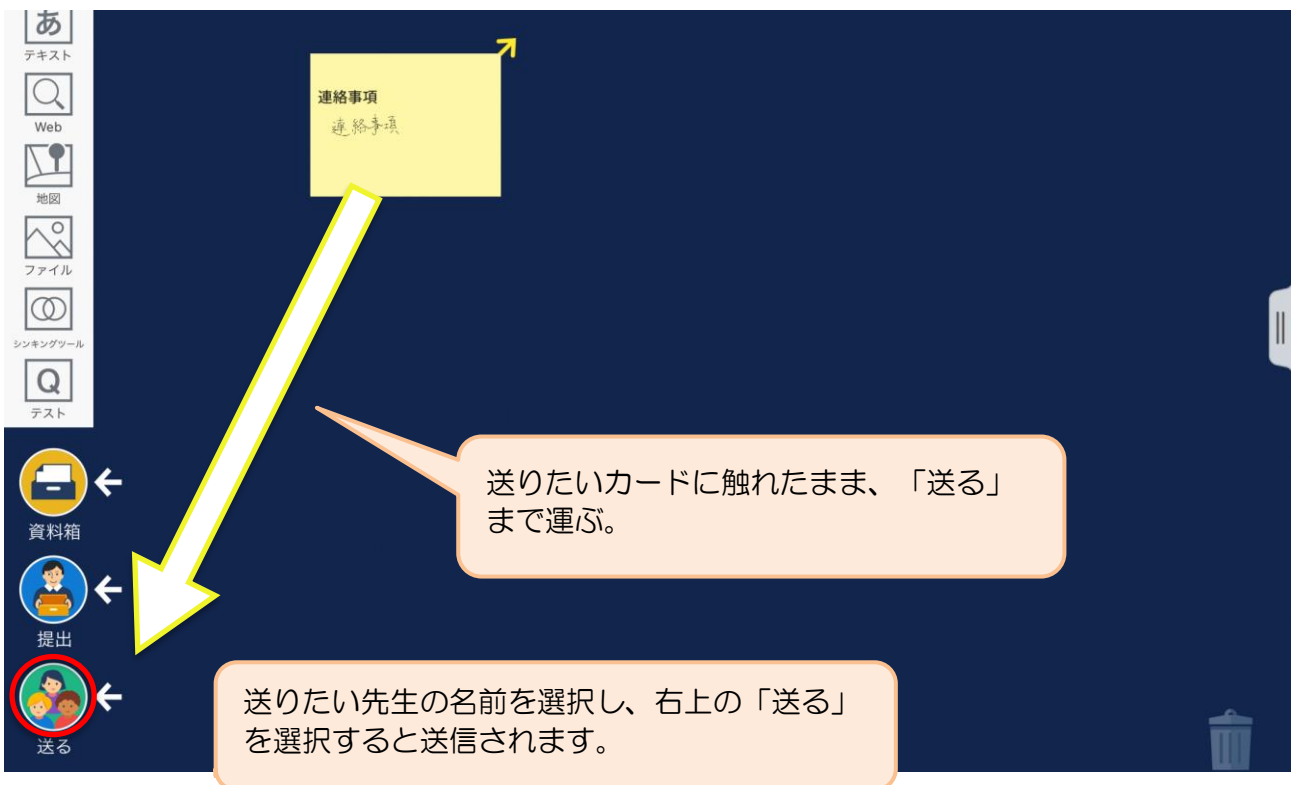 あ
テキスト
Web
地図
ファイル
シンキングツール
Q
テスト
資料箱
提出
送る
連絡事項
連絡事項
送りたいカードに触れたまま、「送る」
まで運ぶ。
送りたい先生の名前を選択し、右上の「送る」
を選択すると送信されます。